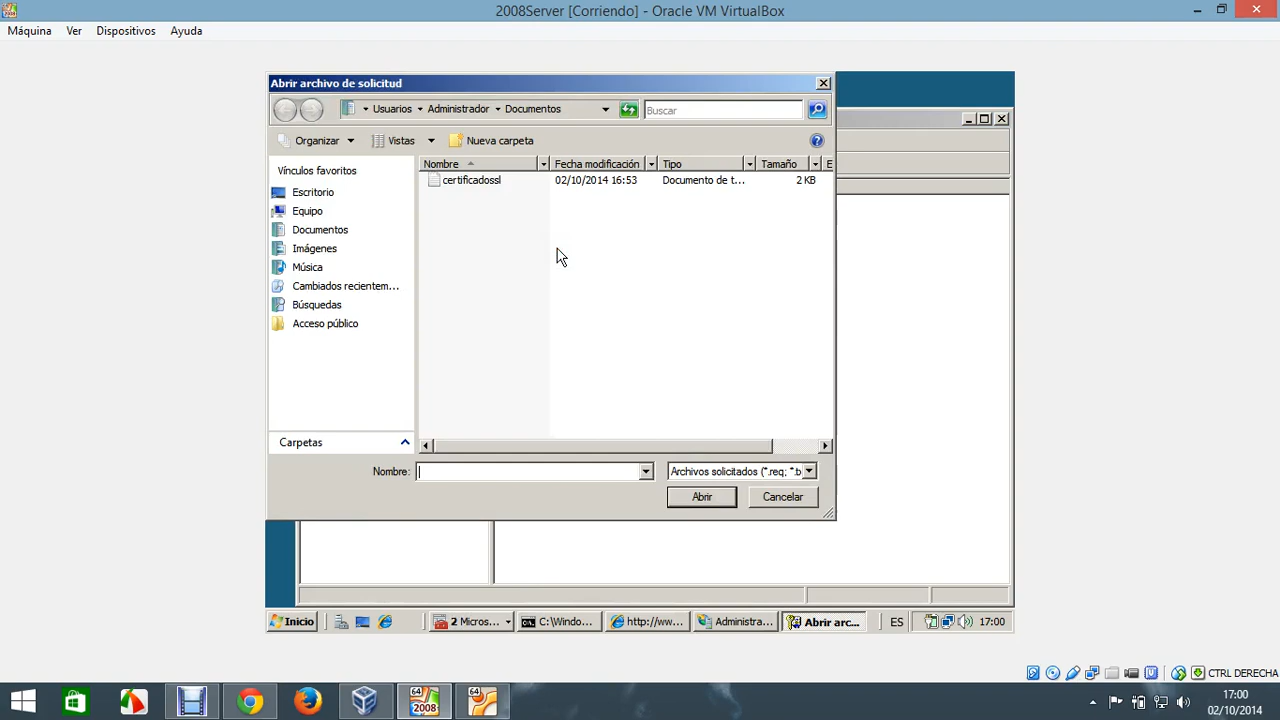 2008Server [Corriendo] - Oracle VM VirtualBox
Máquina Ver Dispositivos Ayuda
Abrir archivo de solicitud
Usuarios Administrador Documentos
Buscar
Organizar Vistas Nueva carpeta
Vínculos favoritos
Escritorio
Equipo
Documentos
Imágenes
Música
Cambiados recientem...
Búsquedas
Acceso público
Carpetas
Nombre Fecha modificación Tipo Tamaño E
certificadossl 02/10/2014 16:53 Documento de t... 2 KB
Nombre:
Archivos solicitados (*.req; *.b
Abrir Cancelar
Inicio 2 Micros... C:\Windo... http://ww... Administra... Abrir arc... ES 17:00
CTRL DERECHA
64 2008 64
17:00
02/10/2014